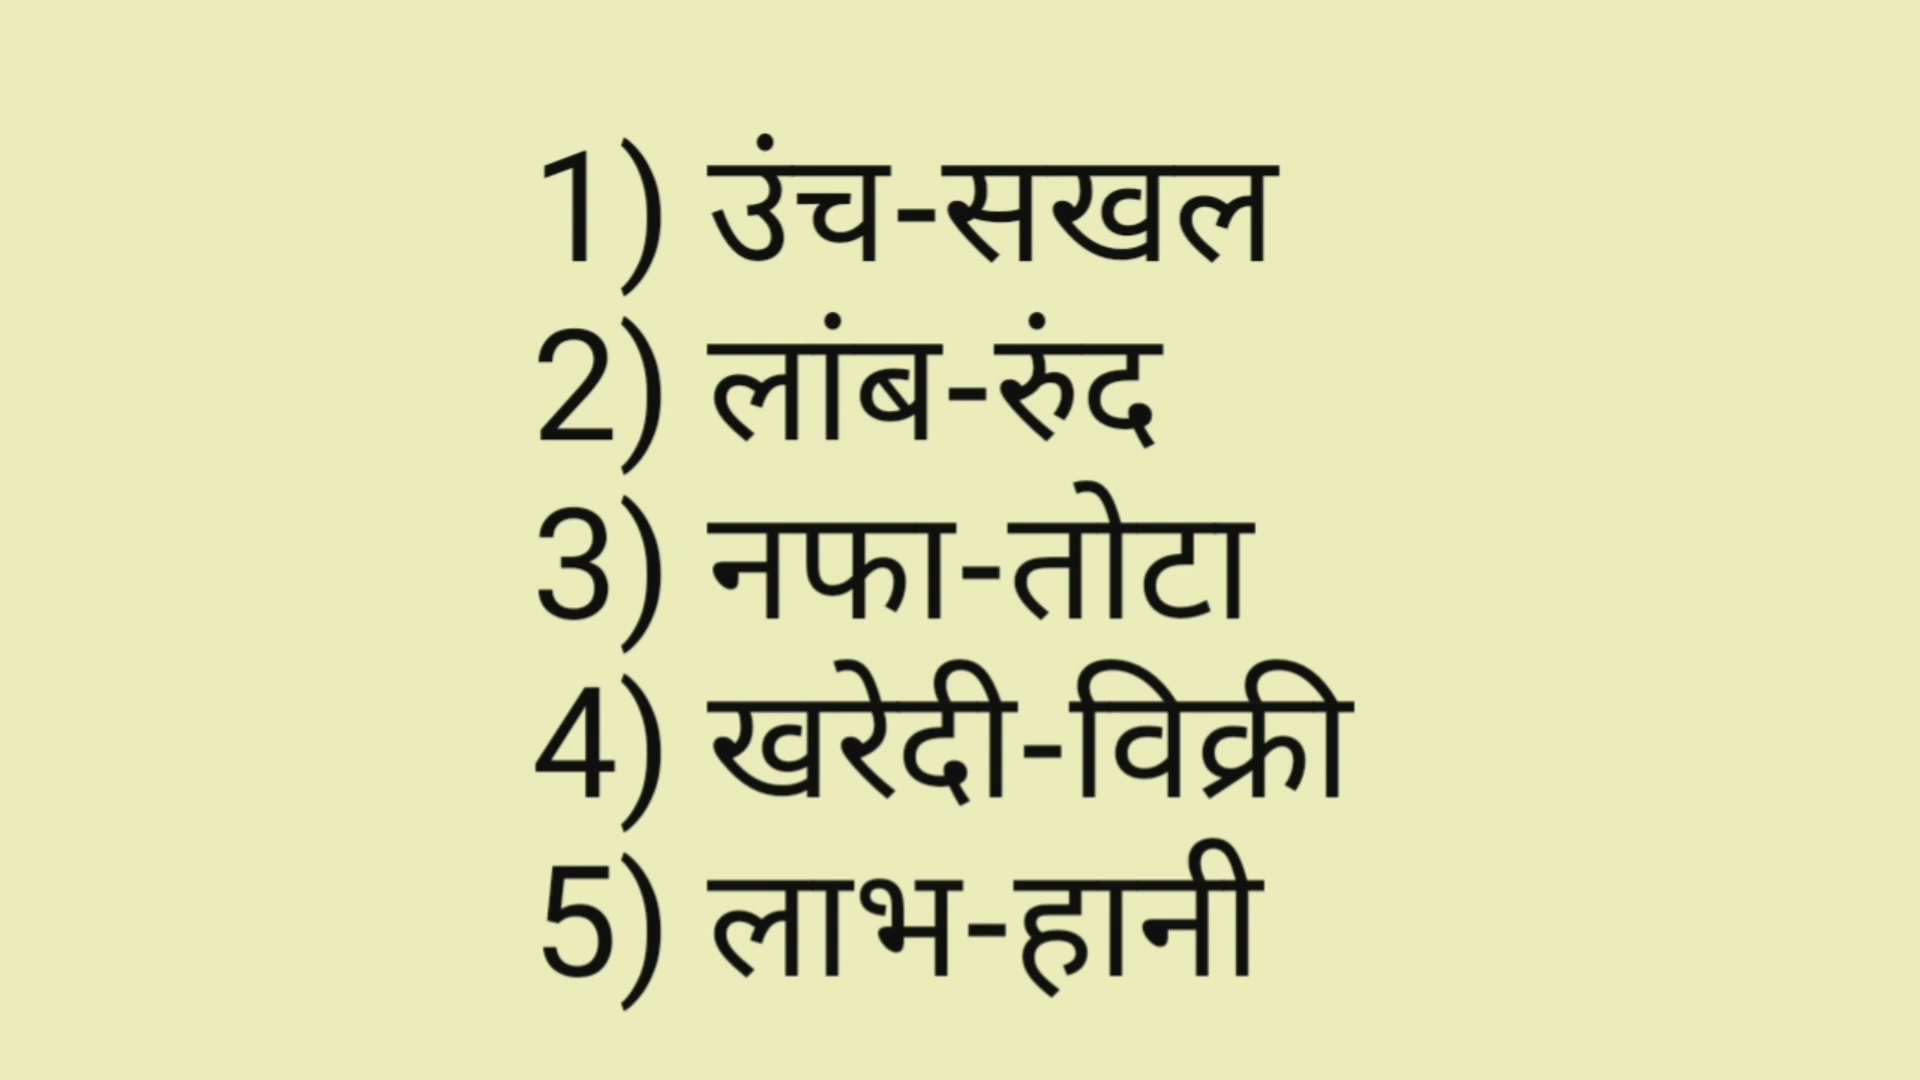 1) उंच-सखल
2) लांब-रुंद
3) नफा-तोटा
4) खरेदी-विक्री
5) लाभ-हानी